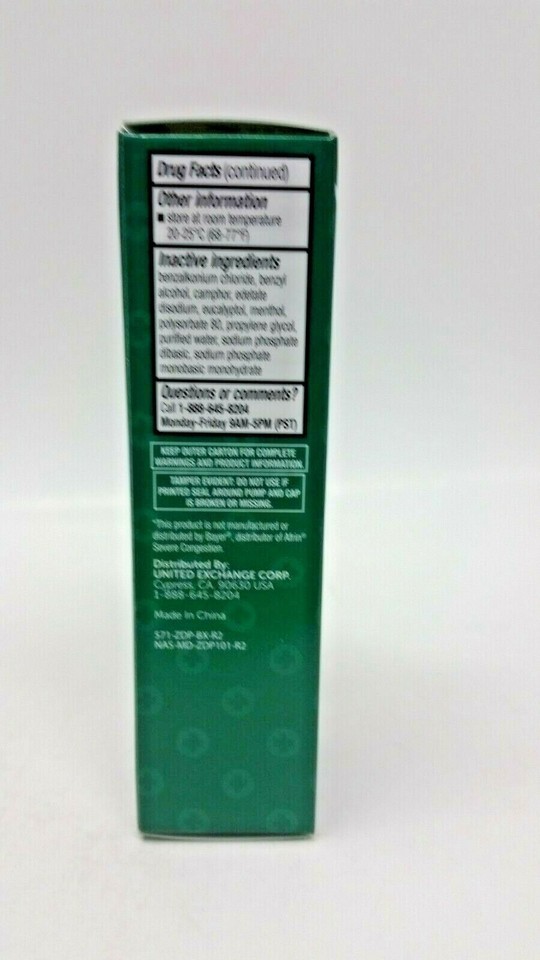 Drug Facts (continued)
Other information
■ store at room temperature
20-25°C (68-77°F)
Inactive ingredients
benzalkonium chloride, benzyl
alcohol, camphor, edetate
disodium, eucalyptol, menthol,
polysorbate 80, propylene glycol,
purified water, sodium phosphate
dibasic, sodium phosphate
monobasic monohydrate
Questions or comments?
Call 1-888-645-8204
Monday-Friday 9AM-5PM (PST)
KEEP OUTER CARTON FOR COMPLETE
WARNINGS AND PRODUCT INFORMATION.
TAMPER EVIDENT: DO NOT USE IF
PRINTED SEAL AROUND PUMP AND CAP
IS BROKEN OR MISSING.
*This product is not manufactured or
distributed by Bayer®, distributor of Afrin®
Severe Congestion.
Distributed By:
UNITED EXCHANGE CORP.
Cypress, CA 90630 USA
1-888-645-8204
Made In China
571-ZDP-BX-R2
NAS-MD-ZDP101-R2